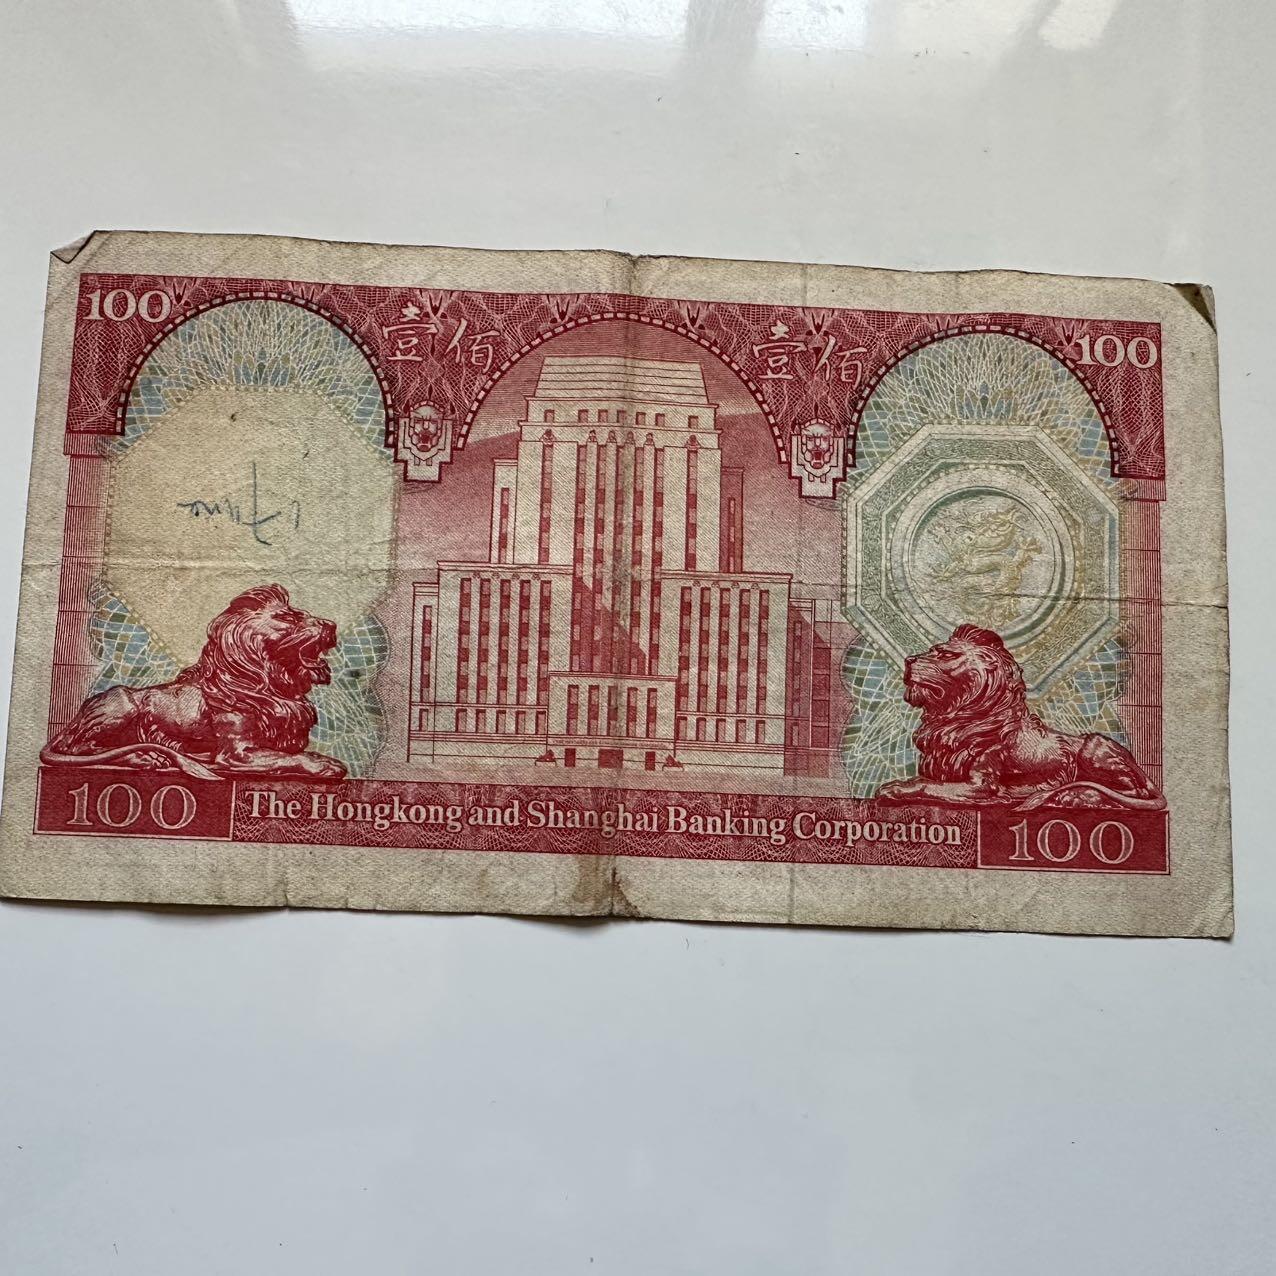 100 壹佰 壹佰 100
100 The Hongkong and Shanghai Banking Corporation 100